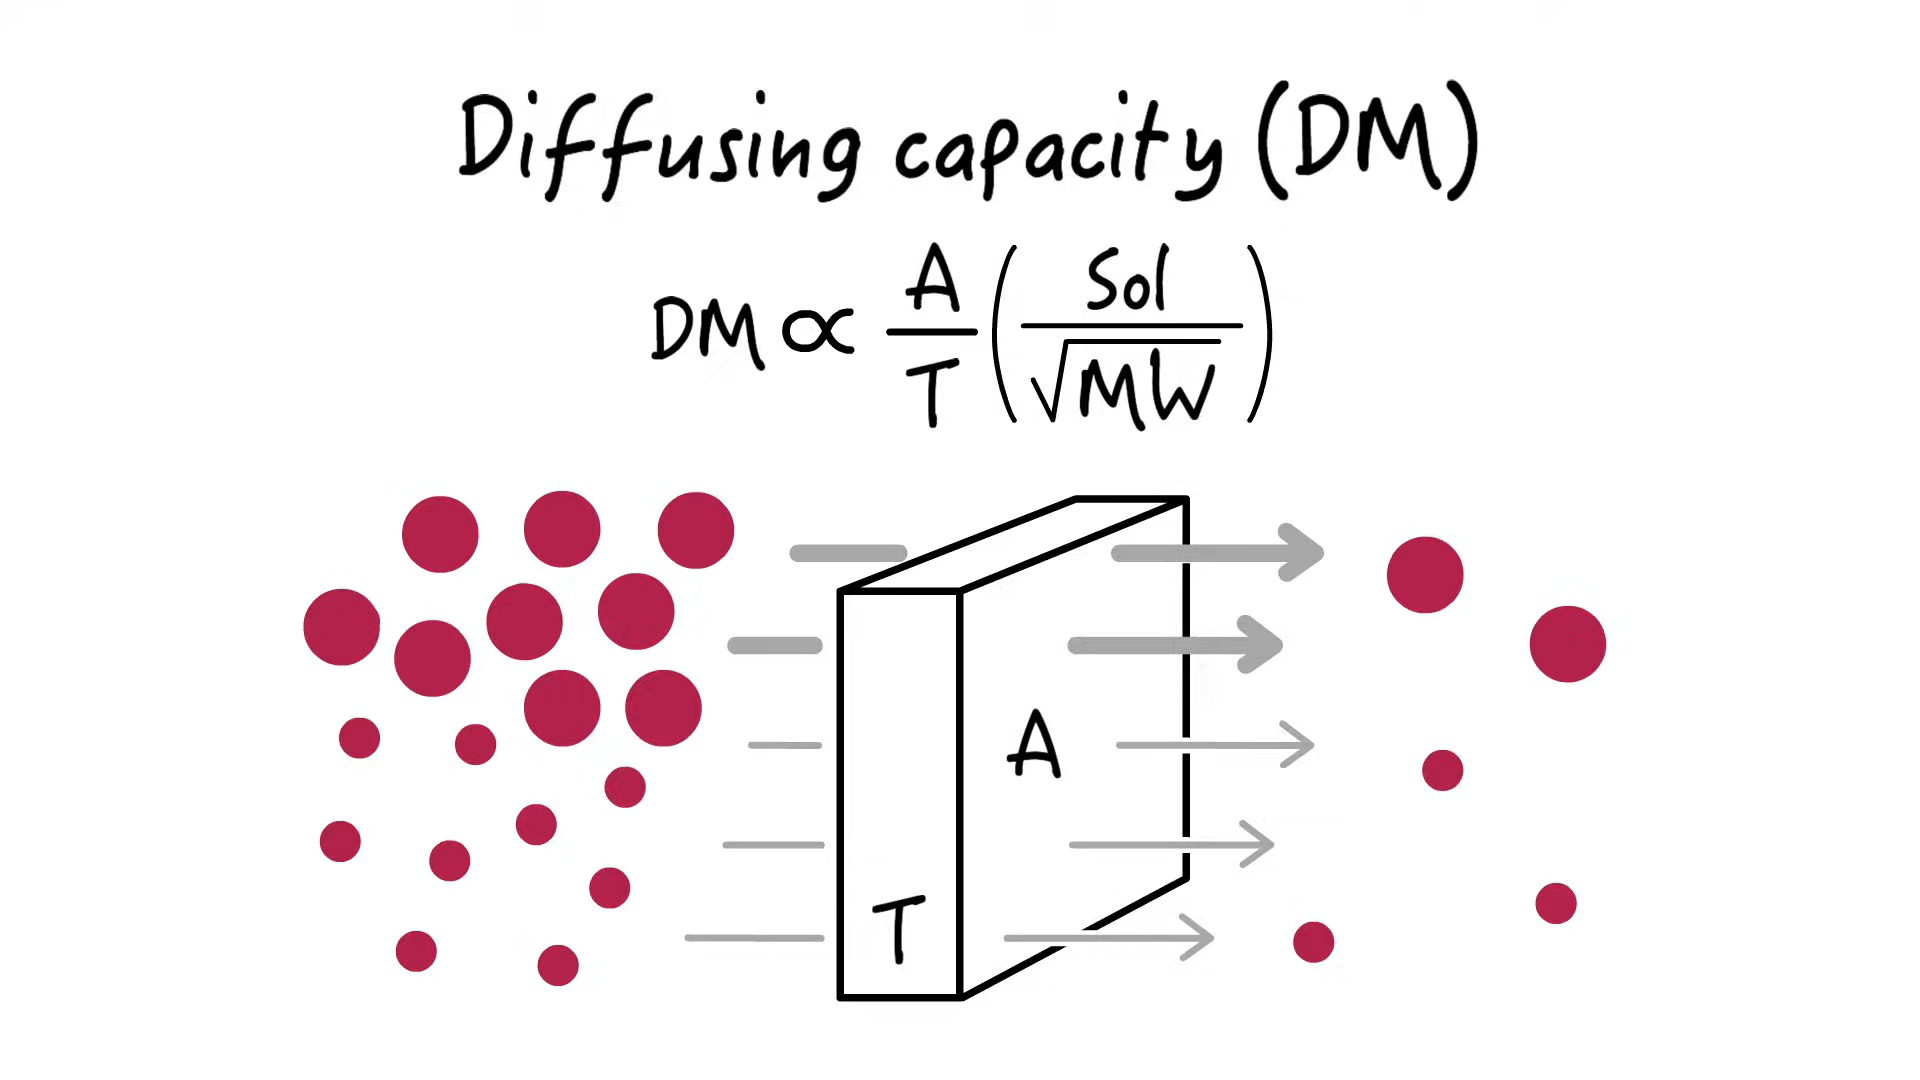 Diffusing capacity (DM)
DM ∝ A/T (Sol/√MW)
A
T